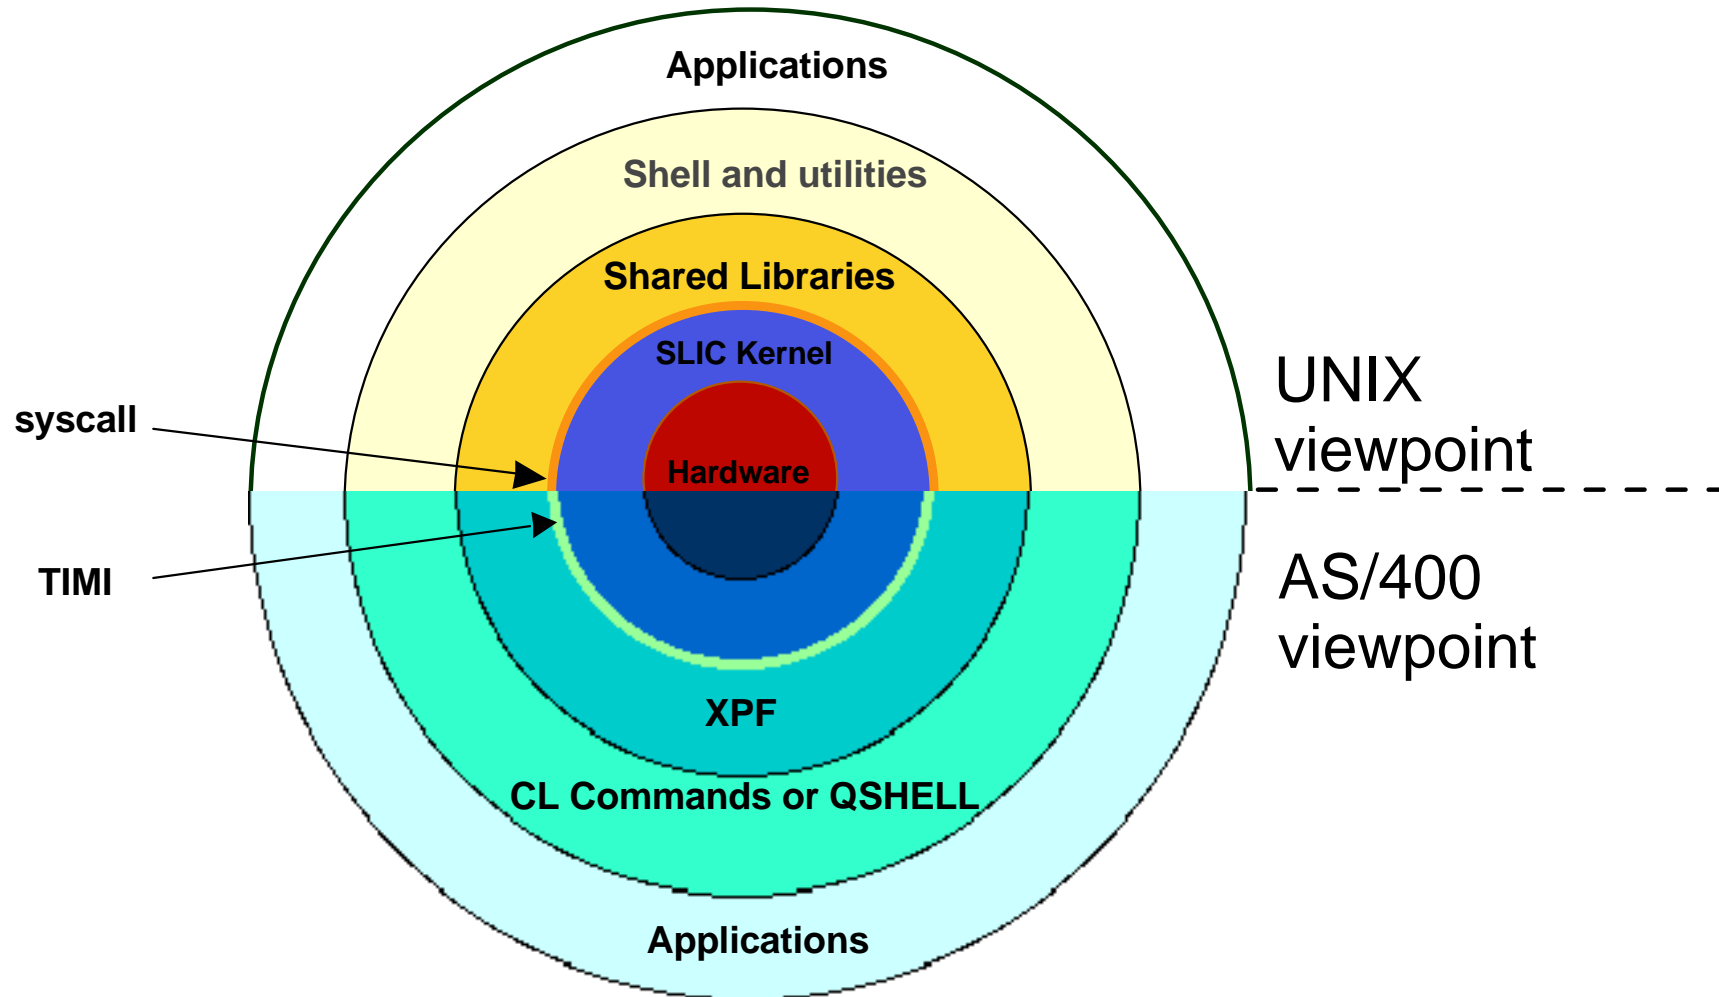 Applications
Shell and utilities
Shared Libraries
SLIC Kernel
UNIX
viewpoint
syscall
Hardware
AS/400
viewpoint
TIMI
XPF
CL Commands or QSHELL
Applications